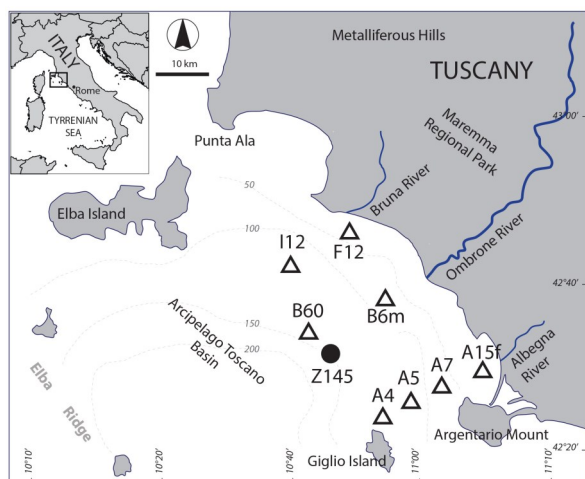 ITALY
Rome
TYRRENIAN
SEA
10 km
Metalliferous Hills
TUSCANY
Maremma
Regional Park
43°00'
Punta Ala
Bruna River
Ombrone River
50
Elba Island
100
I12
F12
42°40'
B60
B6m
150
200
Arcipelago Toscano
Basin
Z145
A15f
Albegna
River
A7
A5
A4
Elba
Ridge
Argentario Mount
Giglio Island
42°20'
10°10'
10°20'
10°40'
11°00'
11°10'